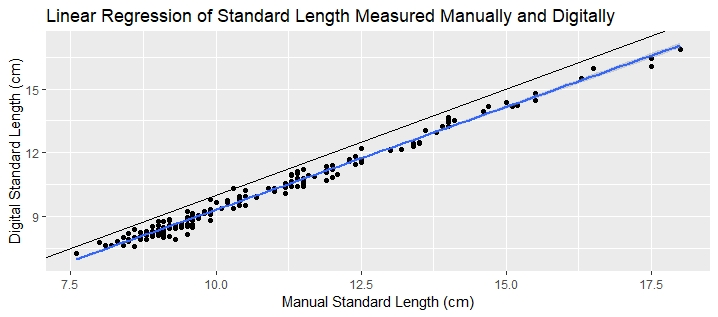 Linear Regression of Standard Length Measured Manually and Digitally
Digital Standard Length (cm)
15
12
9
7.5 10.0 12.5 15.0 17.5
Manual Standard Length (cm)